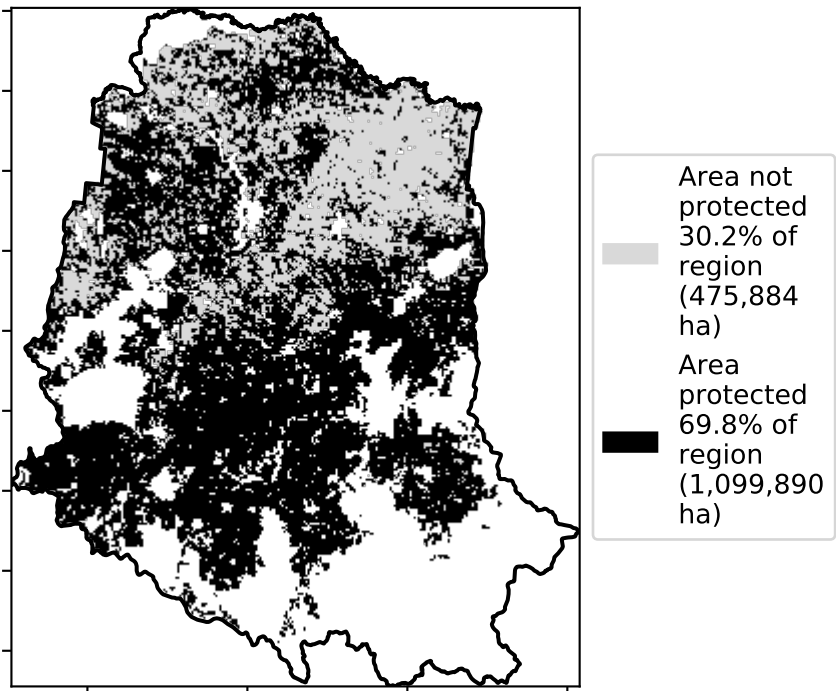 Area not
protected
30.2% of
region
(475,884
ha)
Area
protected
69.8% of
region
(1,099,890
ha)